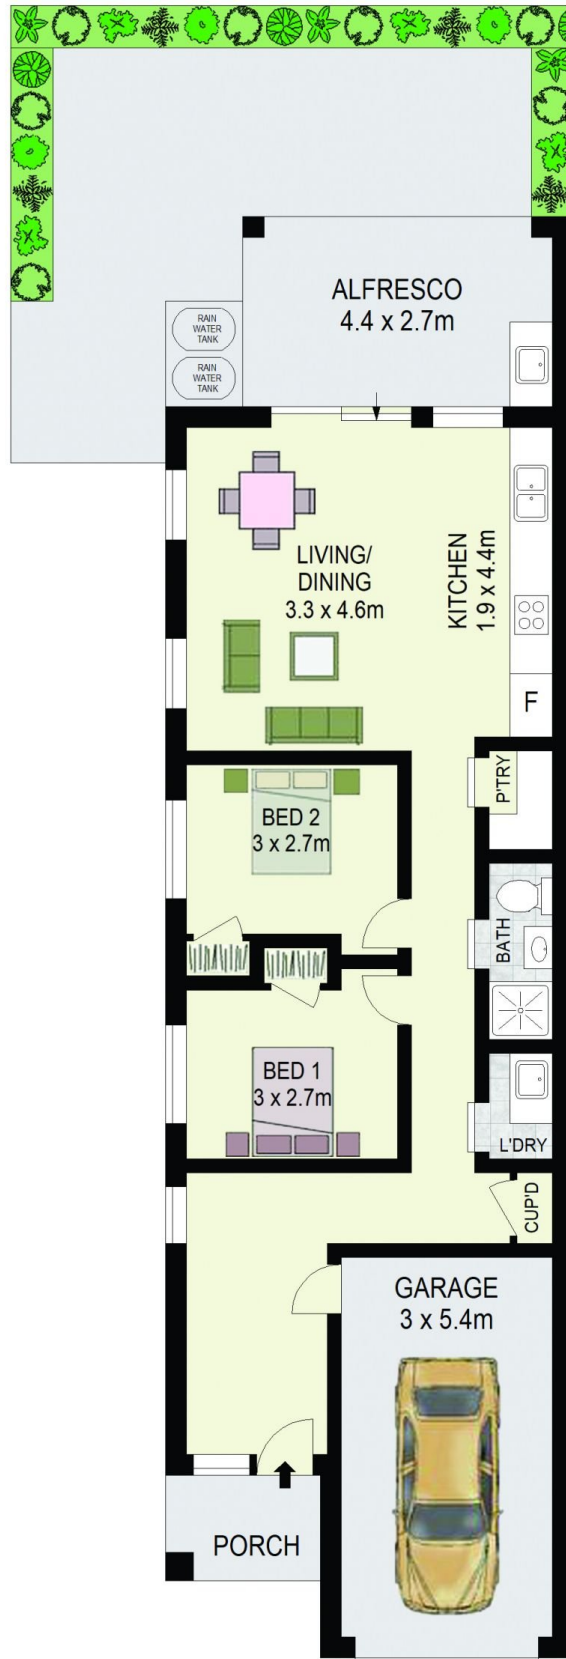 ALFRESCO
4.4 x 2.7m
RAIN
WATER
TANK
RAIN
WATER
TANK
LIVING/
DINING
3.3 x 4.6m
KITCHEN
1.9 x 4.4m
F
P'TRY
BED 2
3 x 2.7m
BATH
BED 1
3 x 2.7m
L'DRY
CUP'D
GARAGE
3 x 5.4m
PORCH